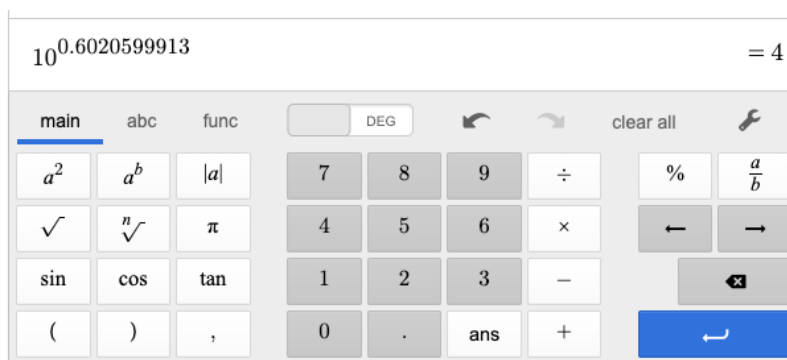 10^0.6020599913 = 4
main abc func DEG clear all
a^2 a^b |a| 7 8 9 ÷ % a/b
√ n√ π 4 5 6 × ← →
sin cos tan 1 2 3 −
( ) , 0 . ans +